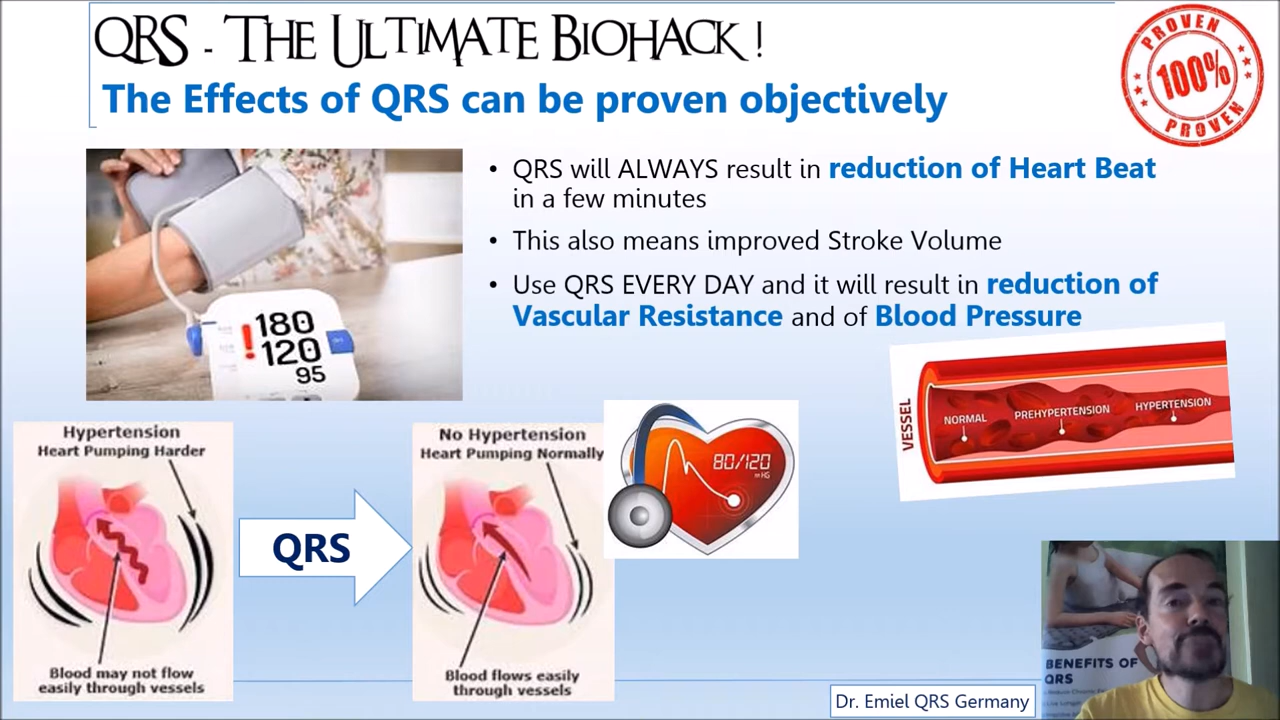 QRS - The Ultimate Biohack !
The Effects of QRS can be proven objectively
PROVEN
100%
PROVEN
• QRS will ALWAYS result in reduction of Heart Beat
in a few minutes
• This also means improved Stroke Volume
• Use QRS EVERY DAY and it will result in reduction of
Vascular Resistance and of Blood Pressure
! 180
120
95
VESSEL
NORMAL
PREHYPERTENSION
HYPERTENSION
Hypertension
Heart Pumping Harder
Blood may not flow
easily through vessels
QRS
No Hypertension
Heart Pumping Normally
Blood flows easily
through vessels
80/120
HG
BENEFITS OF
QRS
Dr. Emiel QRS Germany